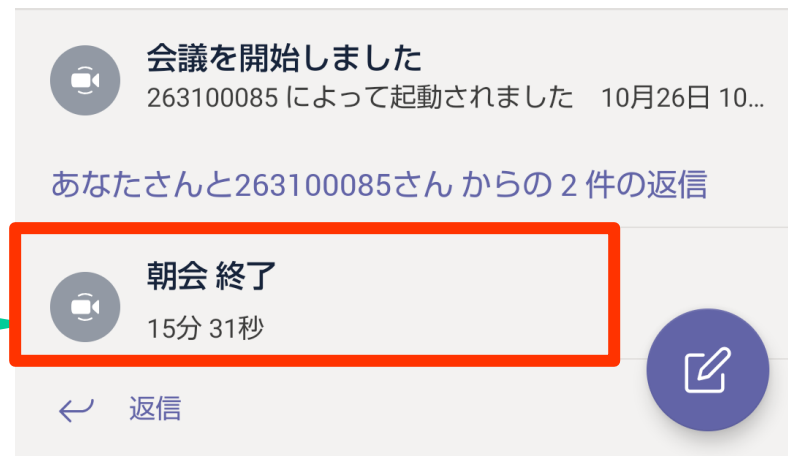 会議を開始しました
263100085 によって起動されました 10月26日 10...
あなたさんと263100085さん からの 2 件の返信
朝会 終了
15分 31秒
返信